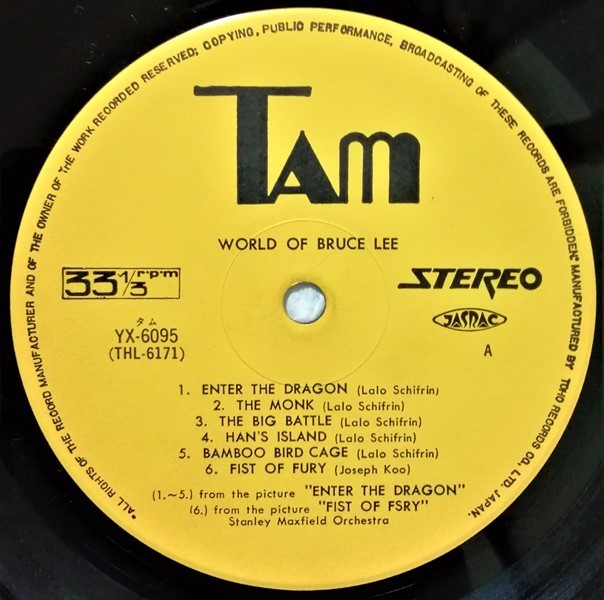 "ALL RIGHTS OF THE RECORD MANUFACTURER AND OF THE OWNER OF THE WORK RECORDED RESERVED; COPYING, PUBLIC PERFORMANCE, BROADCASTING OF THESE RECORDS ARE FORBIDDEN" MANUFACTURED BY TOHO RECORDS CO., LTD. JAPAN.
TAM
WORLD OF BRUCE LEE
33 1/3 rpm
STEREO
タム
YX-6095
(THL-6171)
JASRAC
A
1. ENTER THE DRAGON (Lalo Schifrin)
2. THE MONK (Lalo Schifrin)
3. THE BIG BATTLE (Lalo Schifrin)
4. HAN'S ISLAND (Lalo Schifrin)
5. BAMBOO BIRD CAGE (Lalo Schifrin)
6. FIST OF FURY (Joseph Koo)
(1.~5.) from the picture "ENTER THE DRAGON"
(6.) from the picture "FIST OF FSRY"
Stanley Maxfield Orchestra